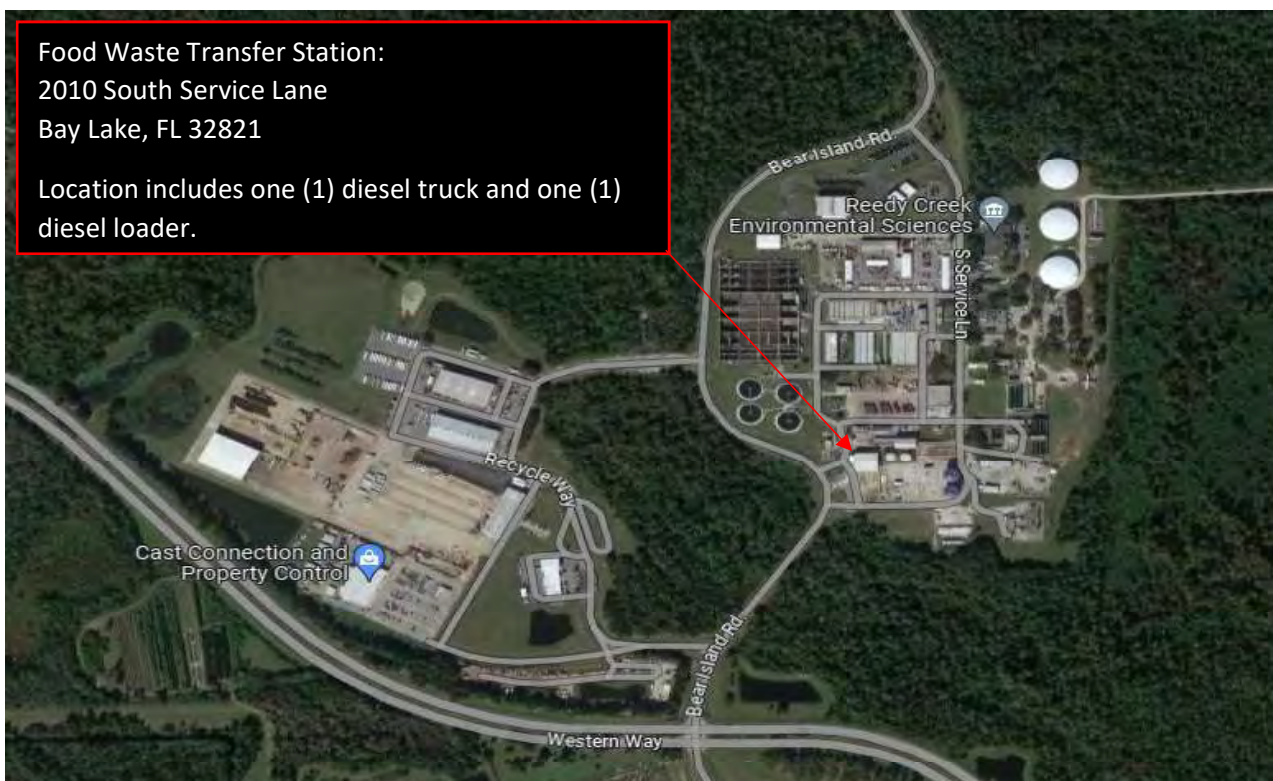 Food Waste Transfer Station:
2010 South Service Lane
Bay Lake, FL 32821
Location includes one (1) diesel truck and one (1)
diesel loader.
Bear Island Rd.
Reedy Creek
Environmental Sciences
S Service Ln
Recycle Way
Cast Connection and
Property Control
Bear Island Rd.
Western Way